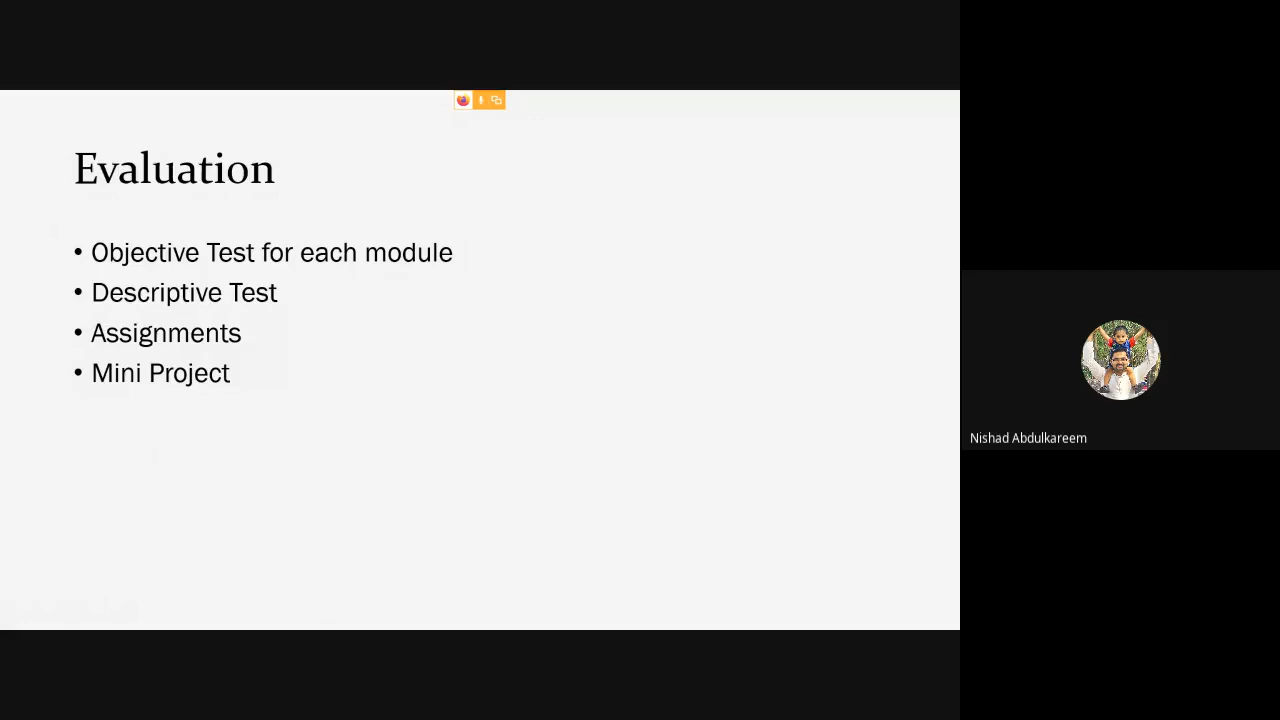 Evaluation
• Objective Test for each module
• Descriptive Test
• Assignments
• Mini Project
Nishad Abdulkareem